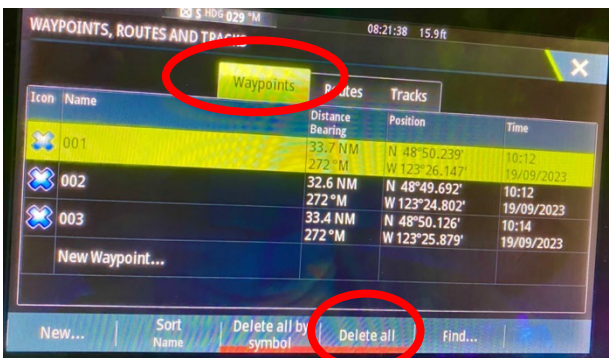 S HDG 029 °M
08:21:38 15.9ft
WAYPOINTS, ROUTES AND TRACKS
Waypoints Routes Tracks
Icon Name Distance Bearing Position Time
001 33.7 NM N 48°50.239' 10:12
272 °M W 123°26.147' 19/09/2023
002 32.6 NM N 48°49.692' 10:12
272 °M W 123°24.802' 19/09/2023
003 33.4 NM N 48°50.126' 10:14
272 °M W 123°25.879' 19/09/2023
New Waypoint...
New... Sort Name Delete all by symbol Delete all Find...